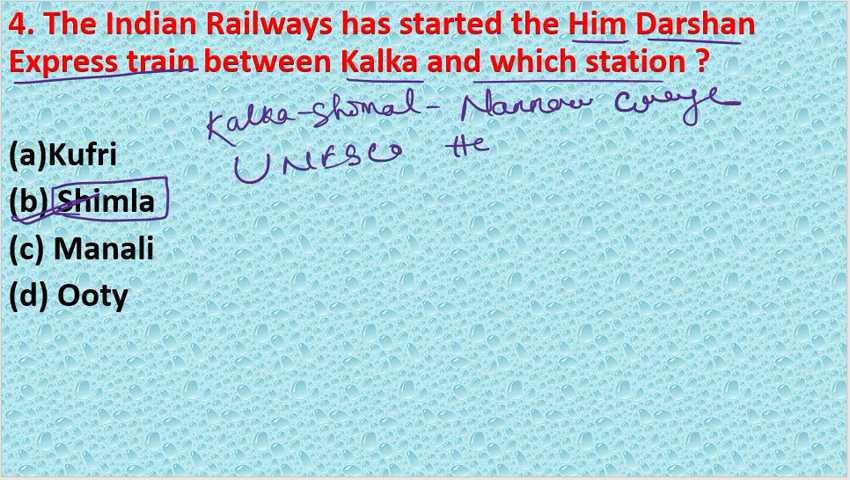 4. The Indian Railways has started the Him Darshan
Express train between Kalka and which station ?
Kalka-Shimal- Narrow Gauge
UNESCO He
(a)Kufri
(b) Shimla
(c) Manali
(d) Ooty